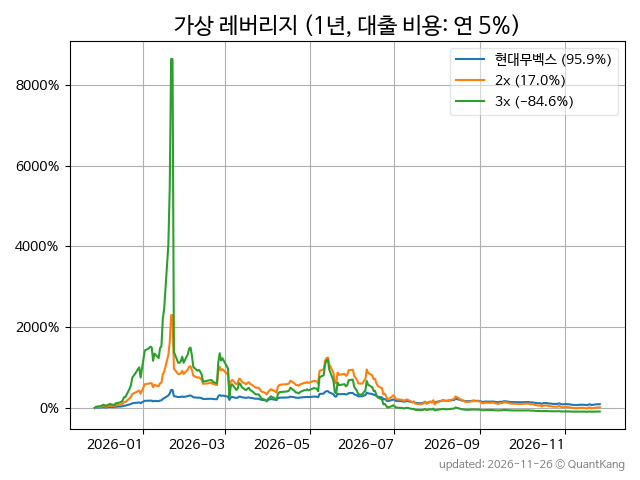 가상 레버리지 (1년, 대출 비용: 연 5%)
현대무벡스 (95.9%)
2x (17.0%)
3x (−84.6%)
8000%
6000%
4000%
2000%
0%
2026-01 2026-03 2026-05 2026-07 2026-09 2026-11
updated: 2026-11-26 © QuantKang